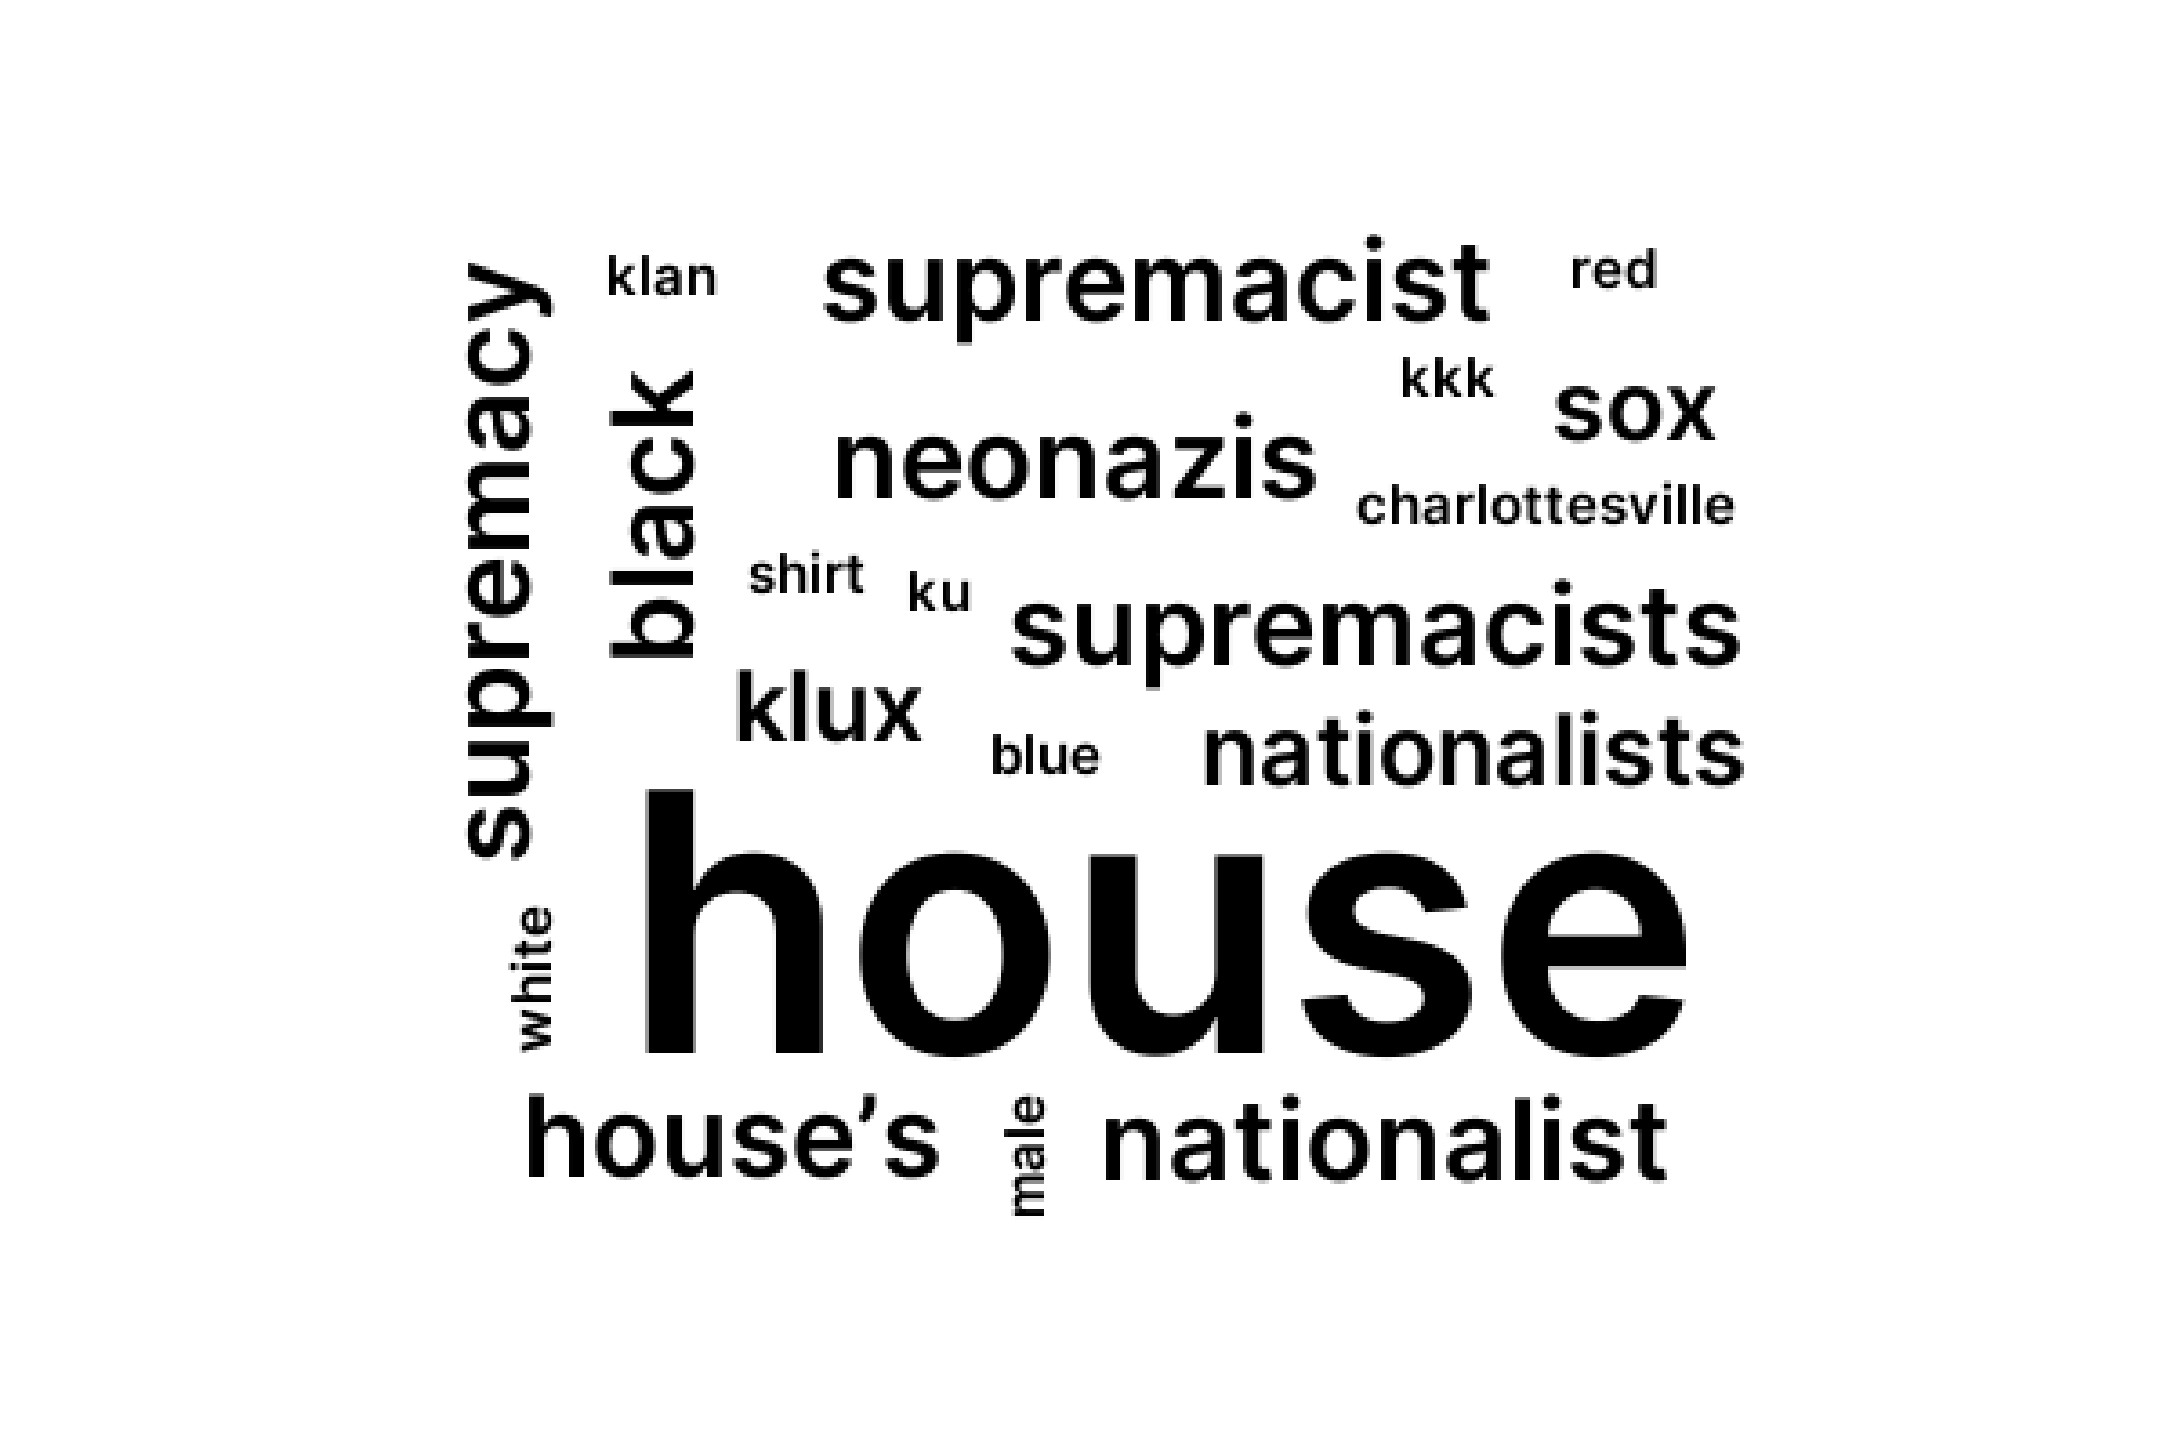 supremacy
klan
supremacist
red
black
kkk
sox
neonazis
charlottesville
shirt
ku
supremacists
klux
blue
nationalists
house
white
house’s
male
nationalist